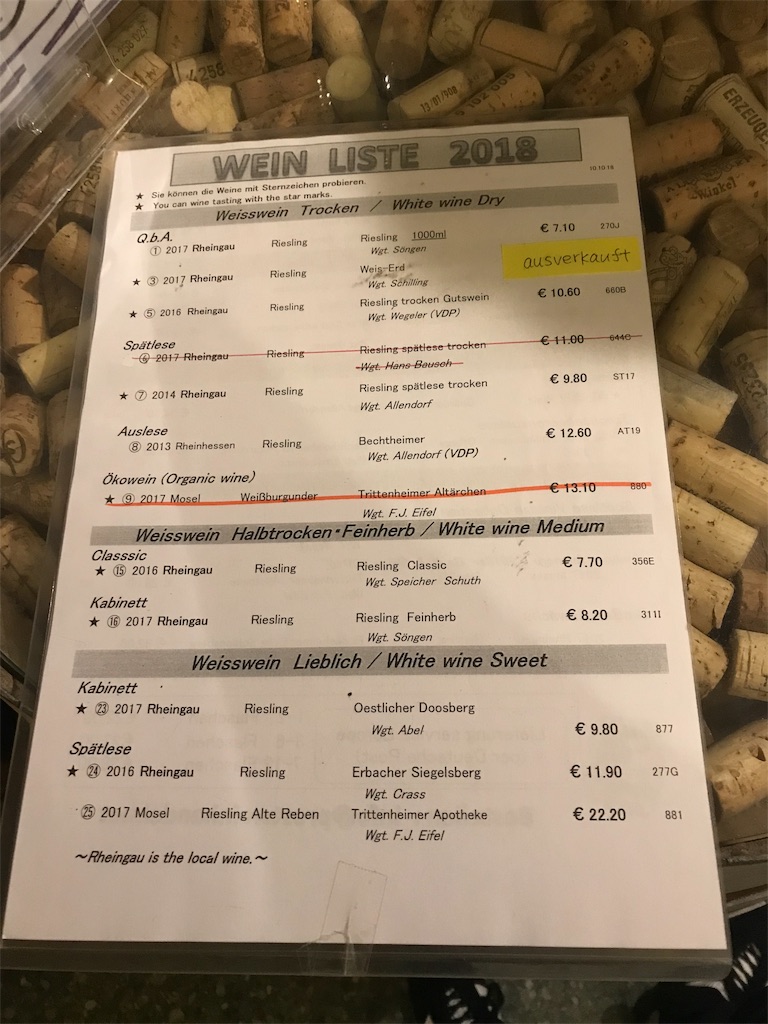 WEIN LISTE 2018
10.10.18
★ Sie können die Weine mit Sternzeichen probieren.
★ You can wine tasting with the star marks.
Weisswein Trocken / White wine Dry
Q.b.A.
① 2017 Rheingau Riesling Riesling 1000ml € 7.10 270J
Wgt. Söngen
★ ③ 2017 Rheingau Riesling Weis-Erd ausverkauft
Wgt. Schilling
★ ⑤ 2016 Rheingau Riesling Riesling trocken Gutswein € 10.60 660B
Wgt. Wegeler (VDP)
Spätlese
⑥ 2017 Rheingau Riesling Riesling spätlese trocken € 11.00 644C
Wgt. Hans Bausch
★ ⑦ 2014 Rheingau Riesling Riesling spätlese trocken € 9.80 ST17
Wgt. Allendorf
Auslese
⑧ 2013 Rheinhessen Riesling Bechtheimer € 12.60 AT19
Wgt. Allendorf (VDP)
Ökowein (Organic wine)
★ ⑨ 2017 Mosel Weißburgunder Trittenheimer Altärchen € 13.10 880
Wgt. F.J. Eifel
Weisswein Halbtrocken・Feinherb / White wine Medium
Classsic
★ ⑮ 2016 Rheingau Riesling Riesling Classic € 7.70 356E
Wgt. Speicher Schuth
Kabinett
★ ⑯ 2017 Rheingau Riesling Riesling Feinherb € 8.20 311I
Wgt. Söngen
Weisswein Lieblich / White wine Sweet
Kabinett
★ ㉓ 2017 Rheingau Riesling Oestlicher Doosberg
Wgt. Abel € 9.80 877
Spätlese
★ ㉔ 2016 Rheingau Riesling Erbacher Siegelsberg € 11.90 277G
Wgt. Crass
㉕ 2017 Mosel Riesling Alte Reben Trittenheimer Apotheke € 22.20 881
Wgt. F.J. Eifel
～Rheingau is the local wine.～
ERZEUGE
Winkel